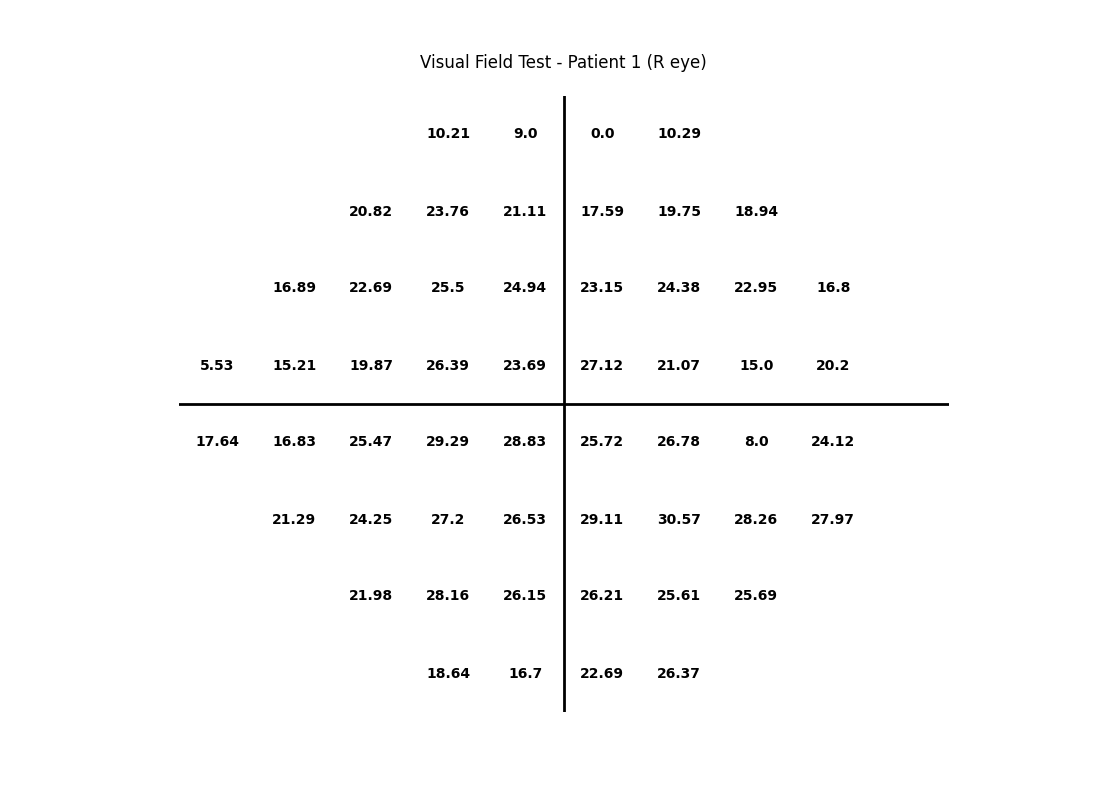 Visual Field Test - Patient 1 (R eye)
10.21 9.0 0.0 10.29
20.82 23.76 21.11 17.59 19.75 18.94
16.89 22.69 25.5 24.94 23.15 24.38 22.95 16.8
5.53 15.21 19.87 26.39 23.69 27.12 21.07 15.0 20.2
17.64 16.83 25.47 29.29 28.83 25.72 26.78 8.0 24.12
21.29 24.25 27.2 26.53 29.11 30.57 28.26 27.97
21.98 28.16 26.15 26.21 25.61 25.69
18.64 16.7 22.69 26.37